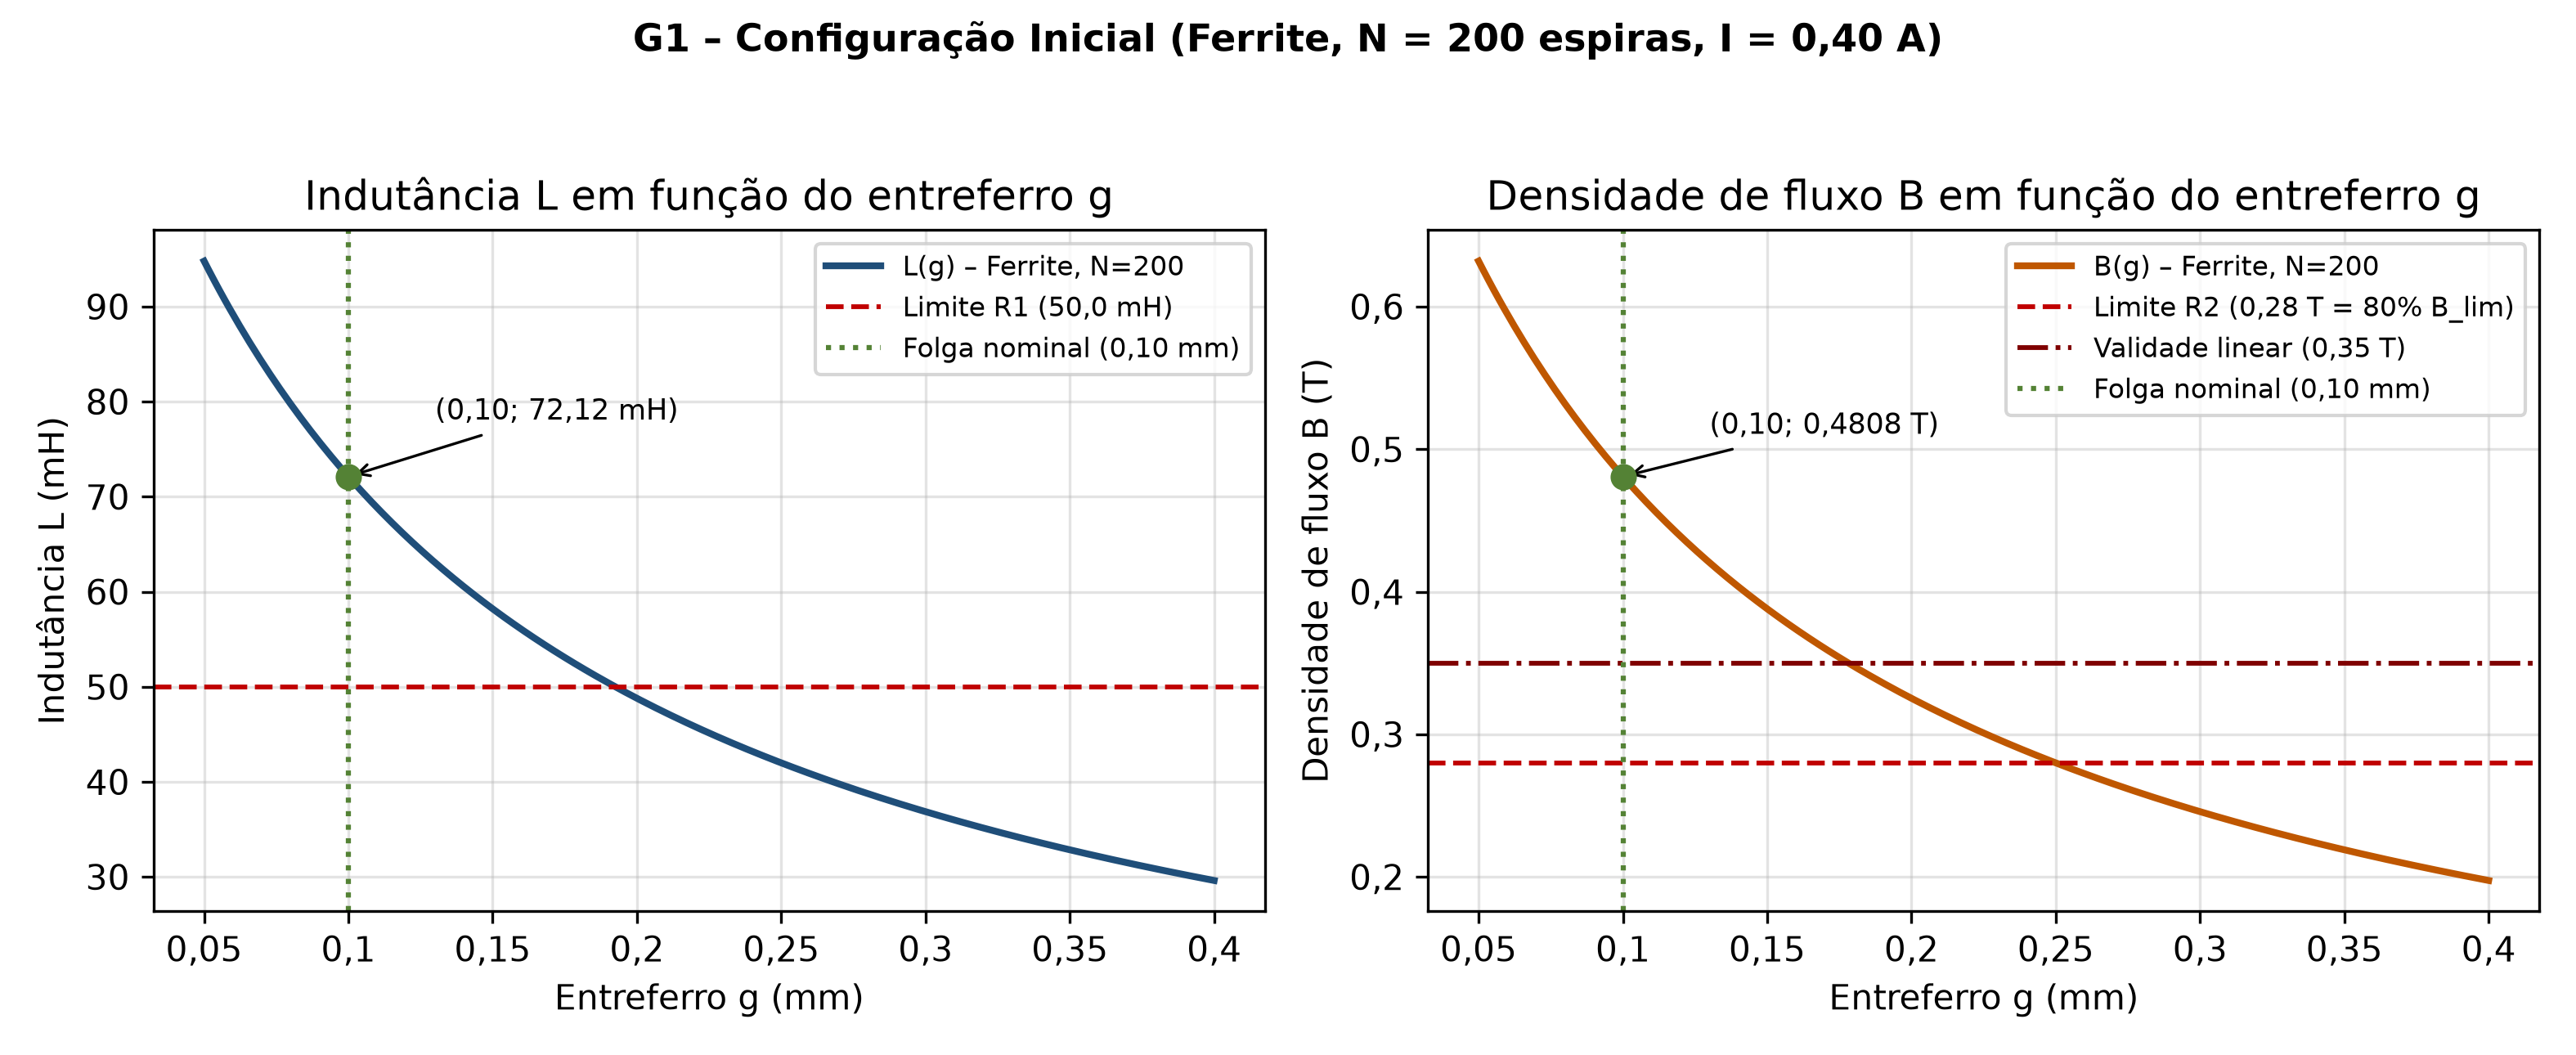 G1 – Configuração Inicial (Ferrite, N = 200 espiras, I = 0,40 A)
Indutância L em função do entreferro g
Indutância L (mH)
90
80
70
60
50
40
30
L(g) – Ferrite, N=200
Limite R1 (50,0 mH)
Folga nominal (0,10 mm)
(0,10; 72,12 mH)
0,05 0,1 0,15 0,2 0,25 0,3 0,35 0,4
Entreferro g (mm)
Densidade de fluxo B em função do entreferro g
Densidade de fluxo B (T)
0,6
0,5
0,4
0,3
0,2
B(g) – Ferrite, N=200
Limite R2 (0,28 T = 80% B_lim)
Validade linear (0,35 T)
Folga nominal (0,10 mm)
(0,10; 0,4808 T)
0,05 0,1 0,15 0,2 0,25 0,3 0,35 0,4
Entreferro g (mm)